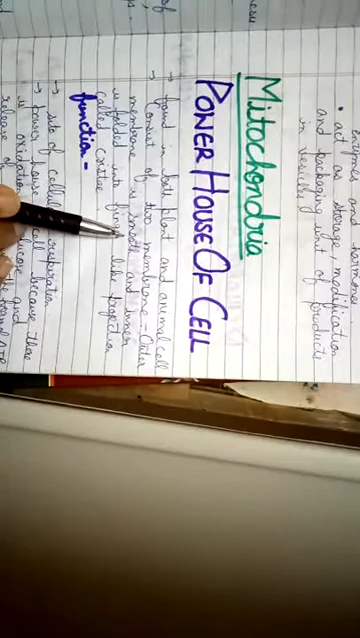 enzymes and hormone
• act as storage, modification
and packaging unit of products
in vesicles
Mitochondria
POWER HOUSE OF CELL
→ found in both plant and animal cell
→ Consist of two membrane - Outer
membrane is smooth and inner
is folded into finger like projection
called cristae
function -
→ site of cellular respiration
→ power house cell because there
is oxidation and
release of